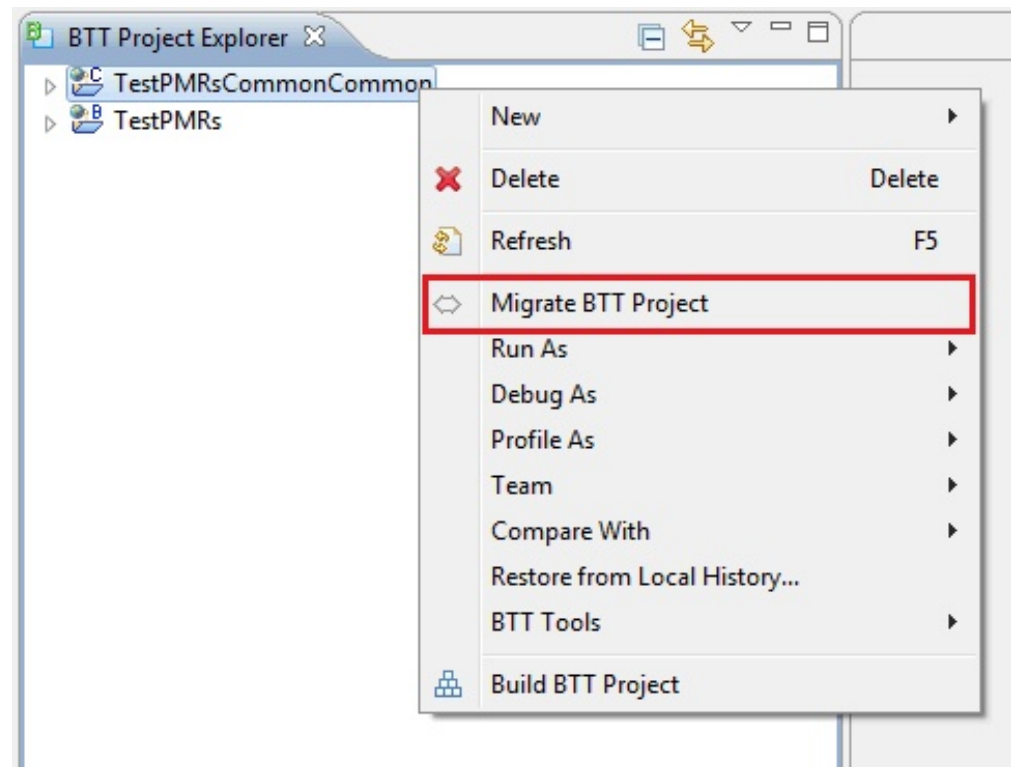 BTT Project Explorer
TestPMRsCommonCommon
TestPMRs
New
Delete Delete
Refresh F5
Migrate BTT Project
Run As
Debug As
Profile As
Team
Compare With
Restore from Local History...
BTT Tools
Build BTT Project